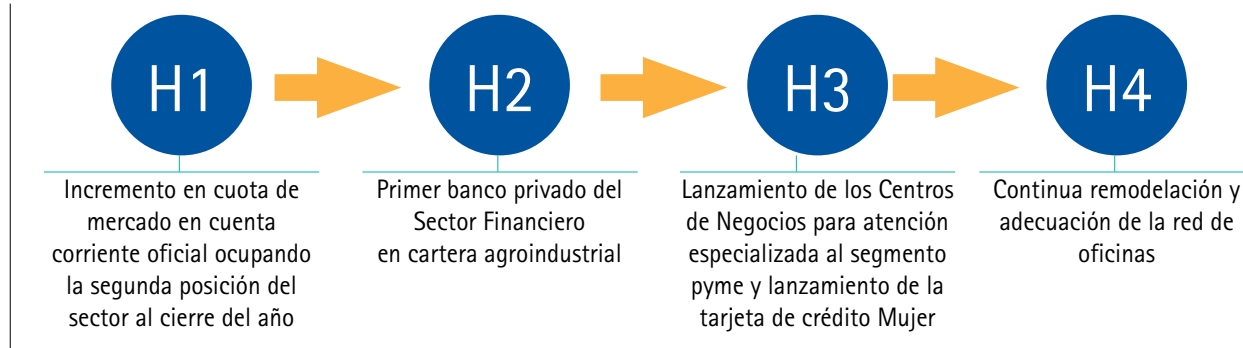 H1
H2
H3
H4
Incremento en cuota de
mercado en cuenta
corriente oficial ocupando
la segunda posición del
sector al cierre del año
Primer banco privado del
Sector Financiero
en cartera agroindustrial
Lanzamiento de los Centros
de Negocios para atención
especializada al segmento
pyme y lanzamiento de la
tarjeta de crédito Mujer
Continua remodelación y
adecuación de la red de
oficinas